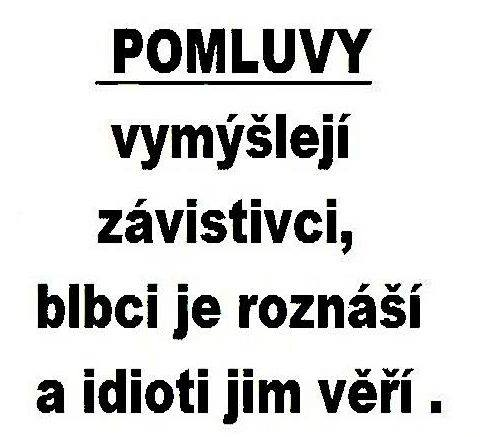 POMLUVY
vymýšlejí
závistivci,
blbci je roznáší
a idioti jim věří .